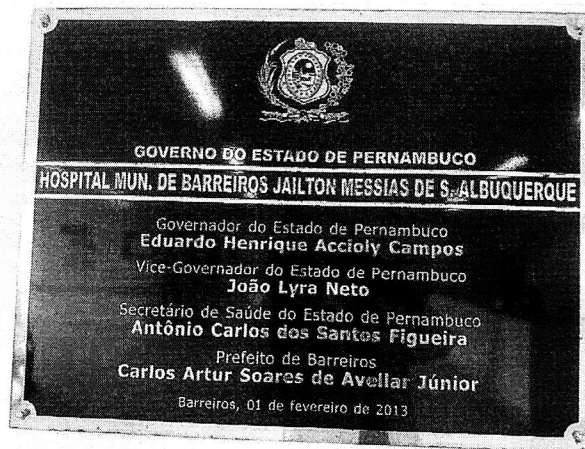 GOVERNO DO ESTADO DE PERNAMBUCO
HOSPITAL MUN. DE BARREIROS JAILTON MESSIAS DE S. ALBUQUERQUE
Governador do Estado de Pernambuco
Eduardo Henrique Accioly Campos
Vice-Governador do Estado de Pernambuco
João Lyra Neto
Secretário de Saúde do Estado de Pernambuco
Antônio Carlos dos Santos Figueira
Prefeito de Barreiros
Carlos Artur Soares de Avellar Júnior
Barreiros, 01 de fevereiro de 2013